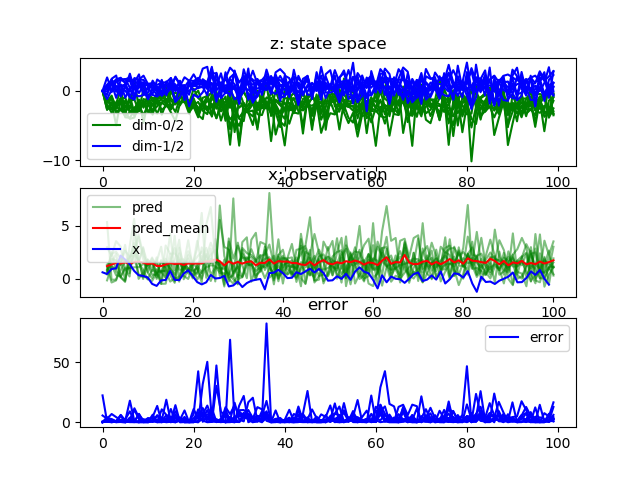 z: state space
0
−10
dim-0/2
dim-1/2
0 20 40 60 80 100
x: observation
5
0
pred
pred_mean
x
0 20 40 60 80 100
error
50
0
error
0 20 40 60 80 100